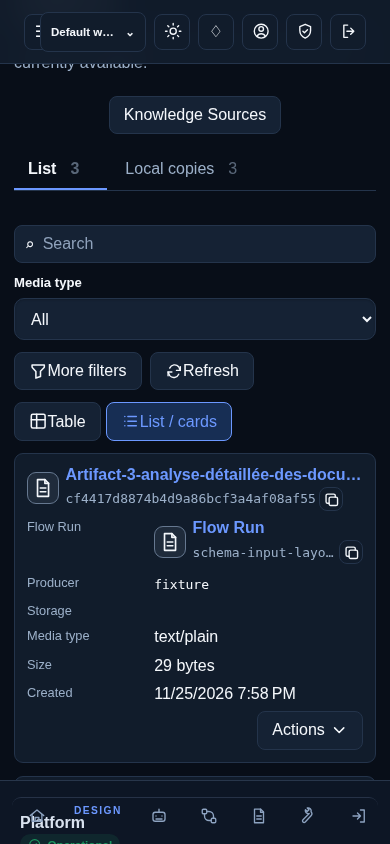 Default w... 
currently available.
Knowledge Sources
List 3 Local copies 3
Search
Media type
All
More filters Refresh
Table List / cards
Artifact-3-analyse-détaillée-des-docu...
cf4417d8874b4d9a86bcf3a4af08af55
Flow Run Flow Run
schema-input-layo...
Producer fixture
Storage
Media type text/plain
Size 29 bytes
Created 11/25/2026 7:58 PM
Actions
DESIGN
Platform
Operational